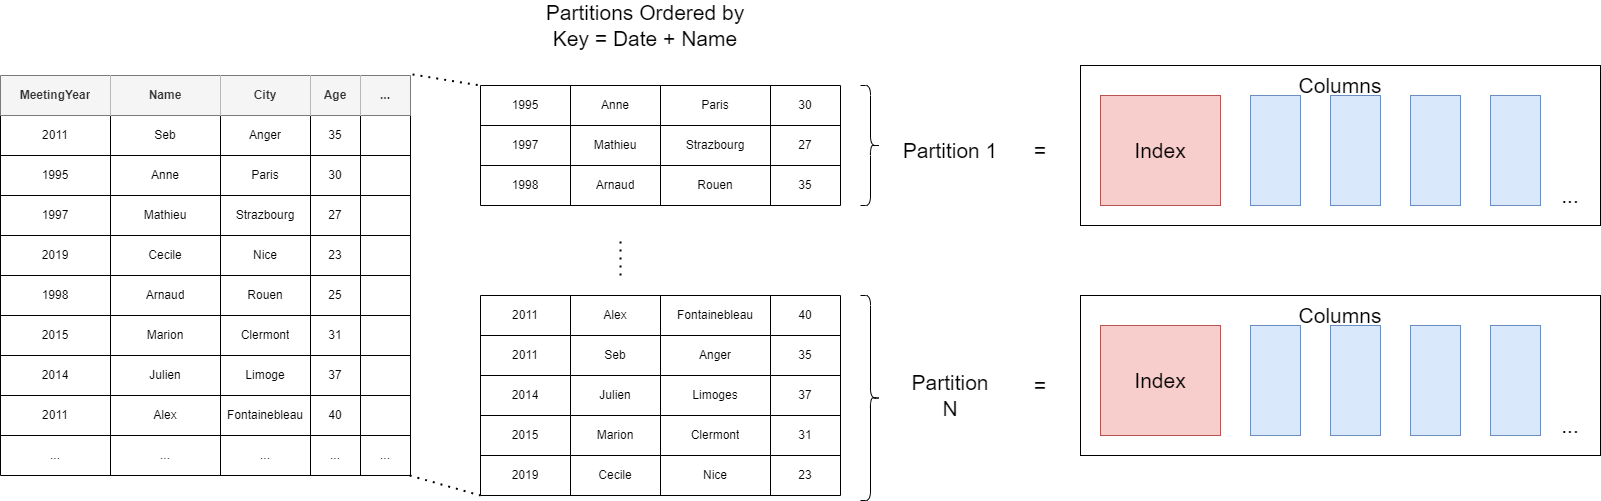 Partitions Ordered by
Key = Date + Name
MeetingYear Name City Age ...
2011 Seb Anger 35
1995 Anne Paris 30
1997 Mathieu Strazbourg 27
2019 Cecile Nice 23
1998 Arnaud Rouen 25
2015 Marion Clermont 31
2014 Julien Limoge 37
2011 Alex Fontainebleau 40
... ... ... ... ...
1995 Anne Paris 30
1997 Mathieu Strazbourg 27
1998 Arnaud Rouen 35
Partition 1 =
Columns
Index
...
2011 Alex Fontainebleau 40
2011 Seb Anger 35
2014 Julien Limoges 37
2015 Marion Clermont 31
2019 Cecile Nice 23
Partition
N
=
Columns
Index
...